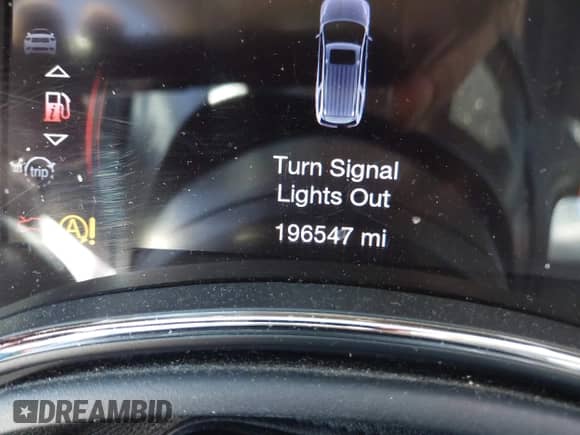 Turn Signal
Lights Out
trip
196547 mi
A!
DREAMBID